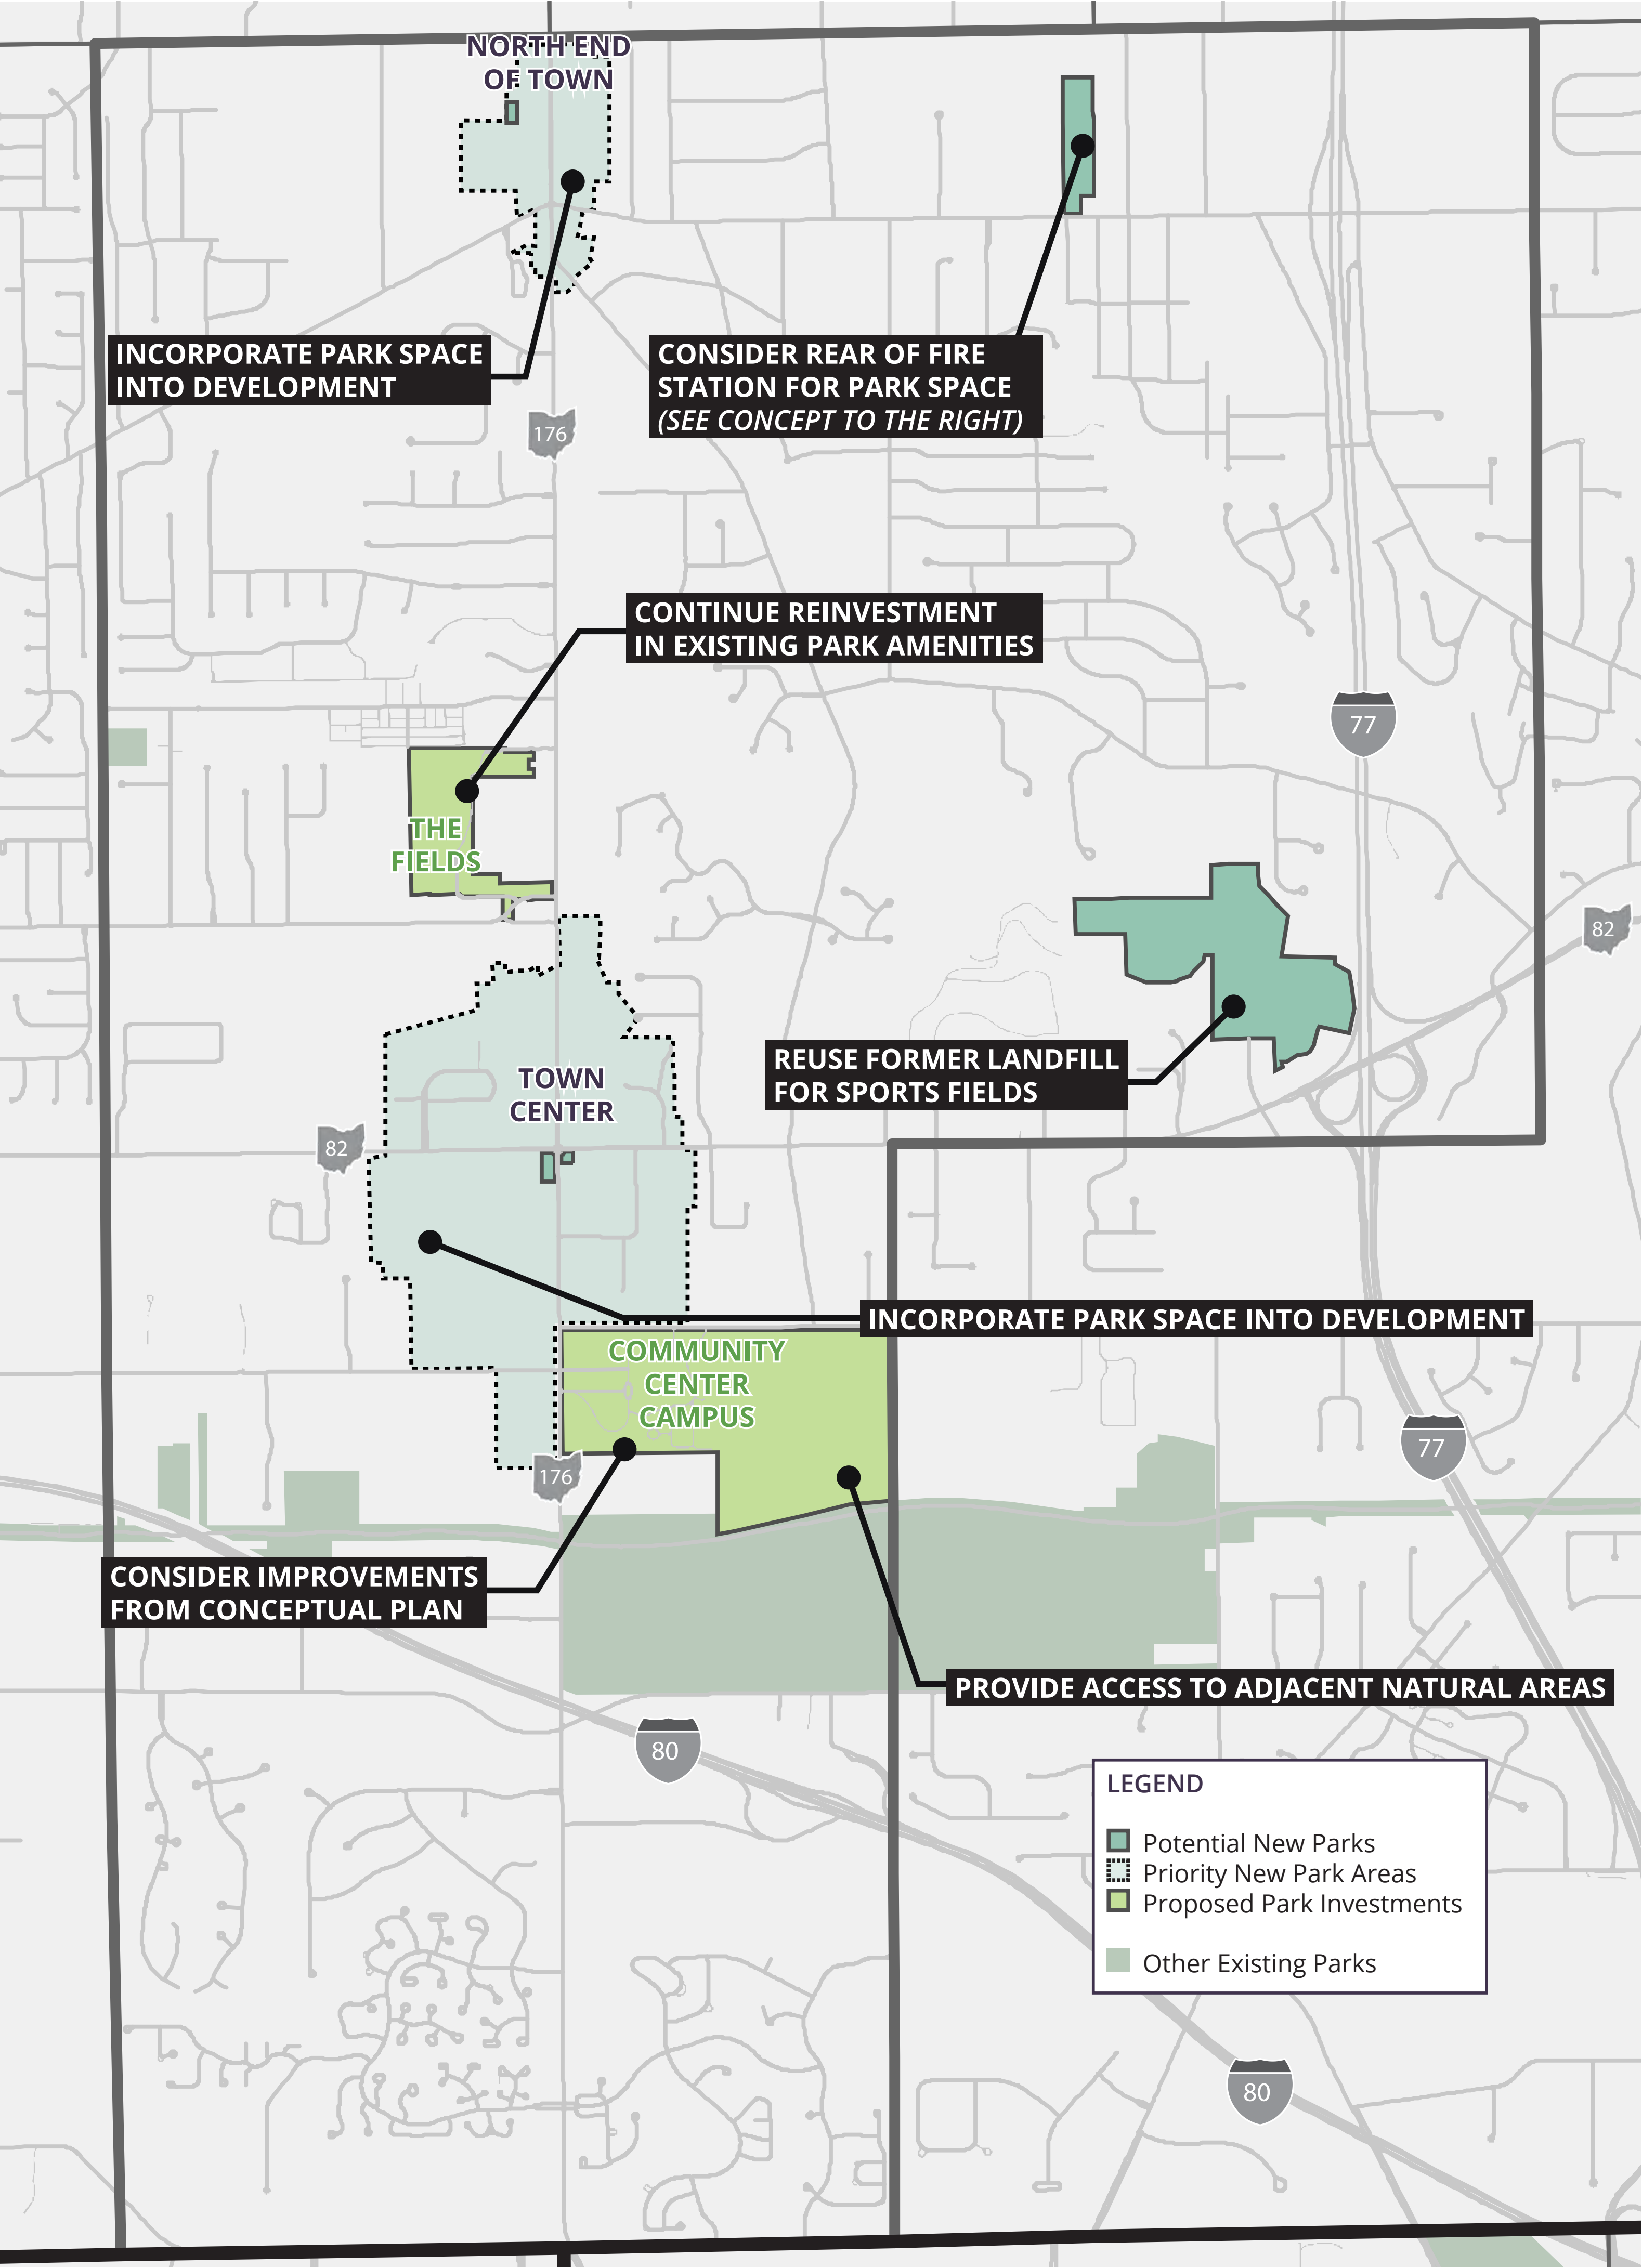 NORTH END
OF TOWN
INCORPORATE PARK SPACE
INTO DEVELOPMENT
CONSIDER REAR OF FIRE
STATION FOR PARK SPACE
(SEE CONCEPT TO THE RIGHT)
176
CONTINUE REINVESTMENT
IN EXISTING PARK AMENITIES
77
THE
FIELDS
82
REUSE FORMER LANDFILL
FOR SPORTS FIELDS
TOWN
CENTER
82
INCORPORATE PARK SPACE INTO DEVELOPMENT
COMMUNITY
CENTER
CAMPUS
77
176
CONSIDER IMPROVEMENTS
FROM CONCEPTUAL PLAN
PROVIDE ACCESS TO ADJACENT NATURAL AREAS
80
LEGEND
Potential New Parks
Priority New Park Areas
Proposed Park Investments
Other Existing Parks
80